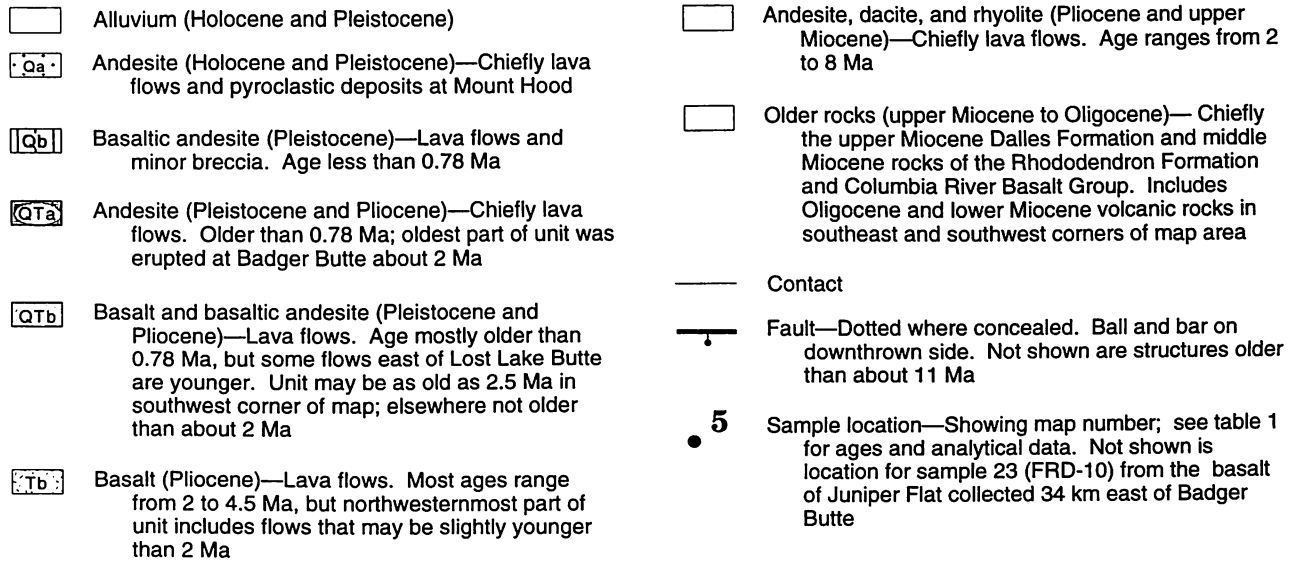 Alluvium (Holocene and Pleistocene)
Qa
Andesite (Holocene and Pleistocene)—Chiefly lava
flows and pyroclastic deposits at Mount Hood
Qb
Basaltic andesite (Pleistocene)—Lava flows and
minor breccia. Age less than 0.78 Ma
QTa
Andesite (Pleistocene and Pliocene)—Chiefly lava
flows. Older than 0.78 Ma; oldest part of unit was
erupted at Badger Butte about 2 Ma
QTb
Basalt and basaltic andesite (Pleistocene and
Pliocene)—Lava flows. Age mostly older than
0.78 Ma, but some flows east of Lost Lake Butte
are younger. Unit may be as old as 2.5 Ma in
southwest corner of map; elsewhere not older
than about 2 Ma
Tb
Basalt (Pliocene)—Lava flows. Most ages range
from 2 to 4.5 Ma, but northwesternmost part of
unit includes flows that may be slightly younger
than 2 Ma
Andesite, dacite, and rhyolite (Pliocene and upper
Miocene)—Chiefly lava flows. Age ranges from 2
to 8 Ma
Older rocks (upper Miocene to Oligocene)— Chiefly
the upper Miocene Dalles Formation and middle
Miocene rocks of the Rhododendron Formation
and Columbia River Basalt Group. Includes
Oligocene and lower Miocene volcanic rocks in
southeast and southwest corners of map area
Contact
Fault—Dotted where concealed. Ball and bar on
downthrown side. Not shown are structures older
than about 11 Ma
5
Sample location—Showing map number; see table 1
for ages and analytical data. Not shown is
location for sample 23 (FRD-10) from the basalt
of Juniper Flat collected 34 km east of Badger
Butte